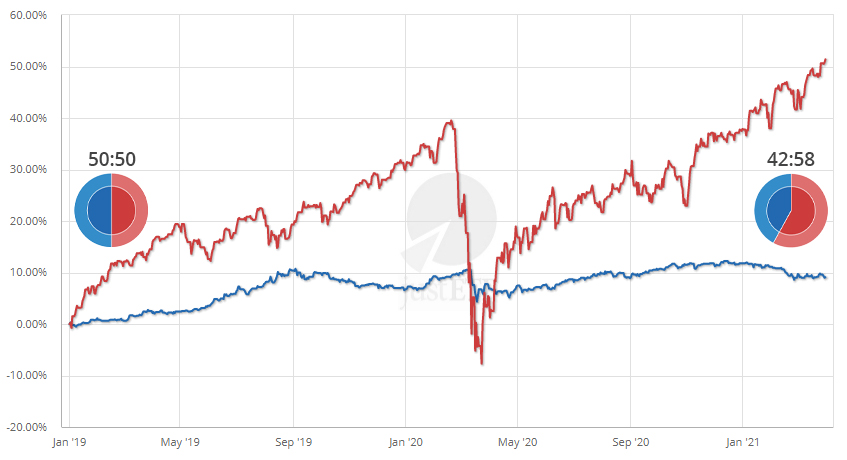 60.00%
50.00%
40.00%
30.00%
20.00%
10.00%
0.00%
-10.00%
-20.00%
50:50
42:58
Jan '19
May '19
Sep '19
Jan '20
May '20
Sep '20
Jan '21